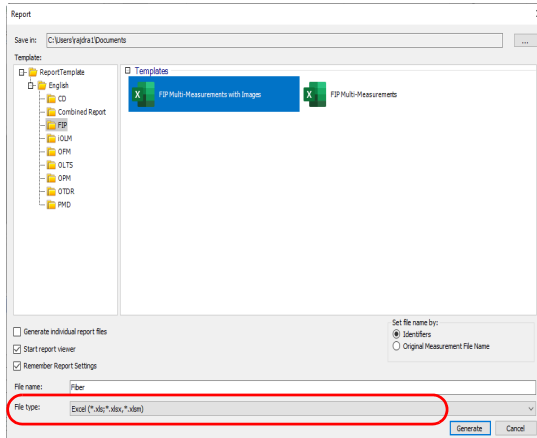 Report
Save in: C:\Users\rajdra1\Documents ...
Template:
ReportTemplate
English
CD
Combined Report
FIP
iOLM
OFM
OLTS
OPM
OTDR
PMD
Templates
FIP Multi-Measurements with Images FIP Multi-Measurements
Generate individual report files
Start report viewer
Remember Report Settings
Set file name by:
Identifiers
Original Measurement File Name
File name: Fiber
File type: Excel (*.xls;*.xlsx,*.xlsm)
Generate Cancel